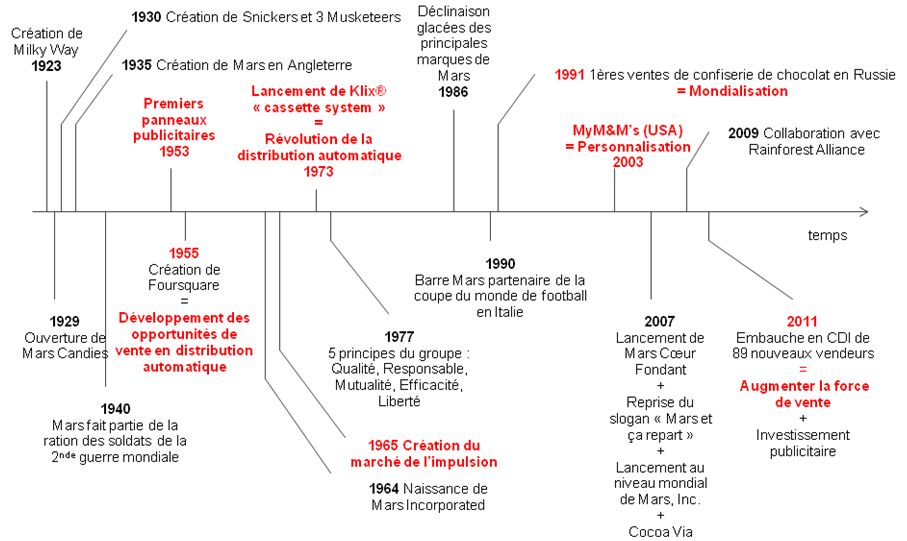 Création de
Milky Way
1923
1930 Création de Snickers et 3 Musketeers
1935 Création de Mars en Angleterre
Premiers
panneaux
publicitaires
1953
Lancement de Klix®
« cassette system »
=
Révolution de la
distribution automatique
1973
Déclinaison
glacées des
principales
marques de
Mars
1986
1991 1ères ventes de confiserie de chocolat en Russie
= Mondialisation
MyM&M's (USA)
= Personnalisation
2003
2009 Collaboration avec
Rainforest Alliance
temps
1929
Ouverture de
Mars Candies
1940
Mars fait partie de la
ration des soldats de la
2nde guerre mondiale
1955
Création de
Foursquare
=
Développement des
opportunités de
vente en distribution
automatique
1965 Création du
marché de l'impulsion
1964 Naissance de
Mars Incorporated
1977
5 principes du groupe :
Qualité, Responsable,
Mutualité, Efficacité,
Liberté
1990
Barre Mars partenaire de la
coupe du monde de football
en Italie
2007
Lancement de
Mars Cœur
Fondant
+
Reprise du
slogan « Mars et
ça repart »
+
Lancement au
niveau mondial
de Mars, Inc.
+
Cocoa Via
2011
Embauche en CDI de
89 nouveaux vendeurs
=
Augmenter la force
de vente
+
Investissement
publicitaire